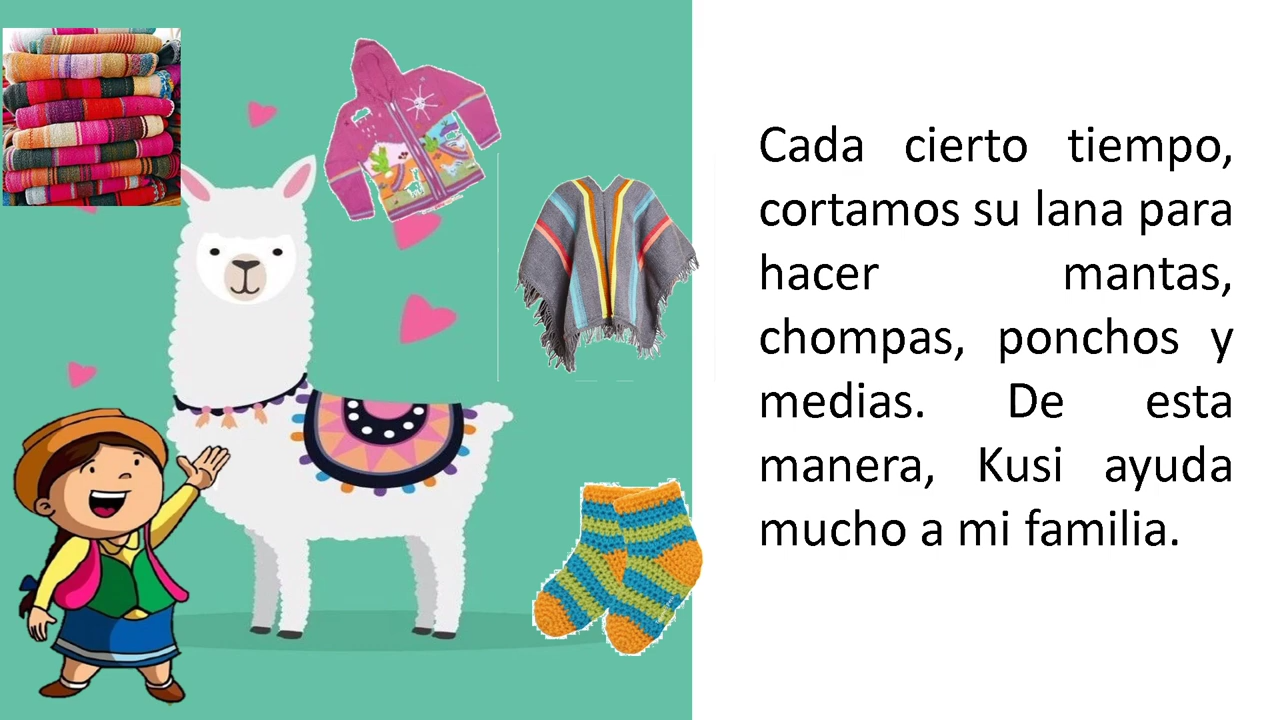 Cada cierto tiempo,
cortamos su lana para
hacer mantas,
chompas, ponchos y
medias. De esta
manera, Kusi ayuda
mucho a mi familia.